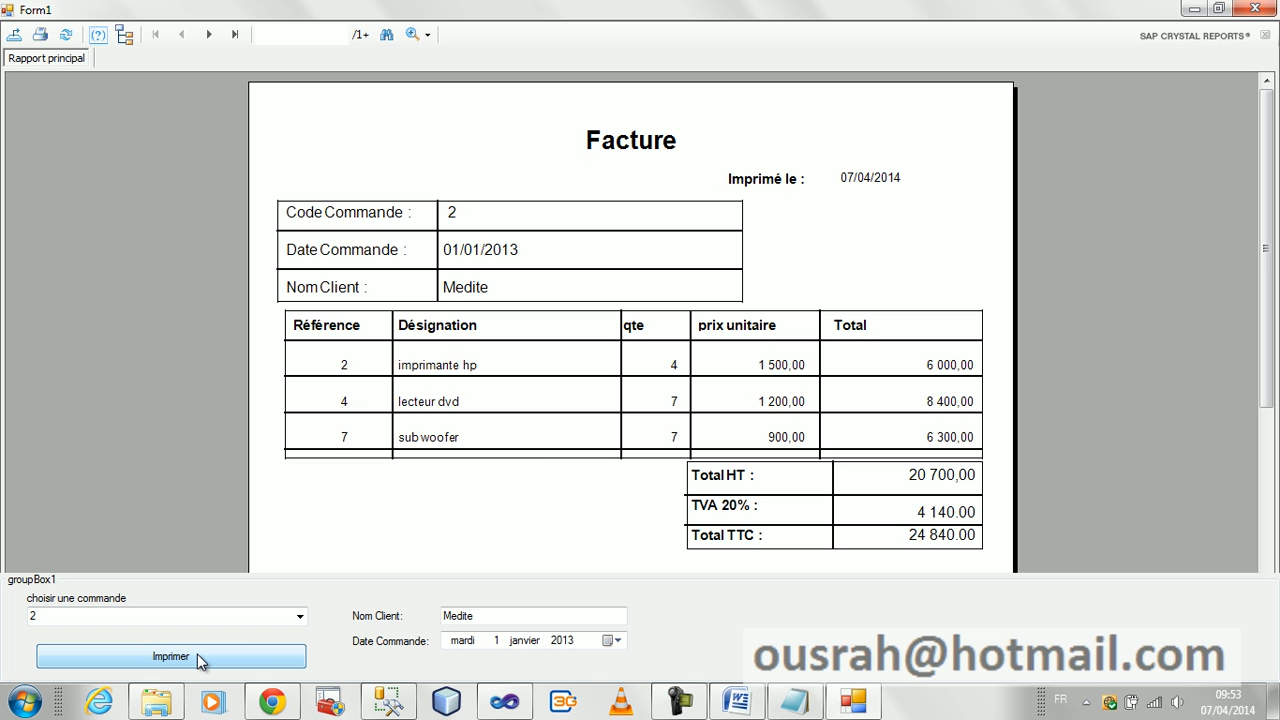 Form1
/1+
SAP CRYSTAL REPORTS®
Rapport principal
Facture
Imprimé le : 07/04/2014
Code Commande : 2
Date Commande : 01/01/2013
Nom Client : Medite
Référence Désignation qte prix unitaire Total
2 imprimante hp 4 1 500,00 6 000,00
4 lecteur dvd 7 1 200,00 8 400,00
7 sub woofer 7 900,00 6 300,00
Total HT : 20 700,00
TVA 20% : 4 140.00
Total TTC : 24 840.00
groupBox1
choisir une commande
2
Nom Client: Medite
Date Commande: mardi 1 janvier 2013
Imprimer
ousrah@hotmail.com
3G
FR
09:53
07/04/2014